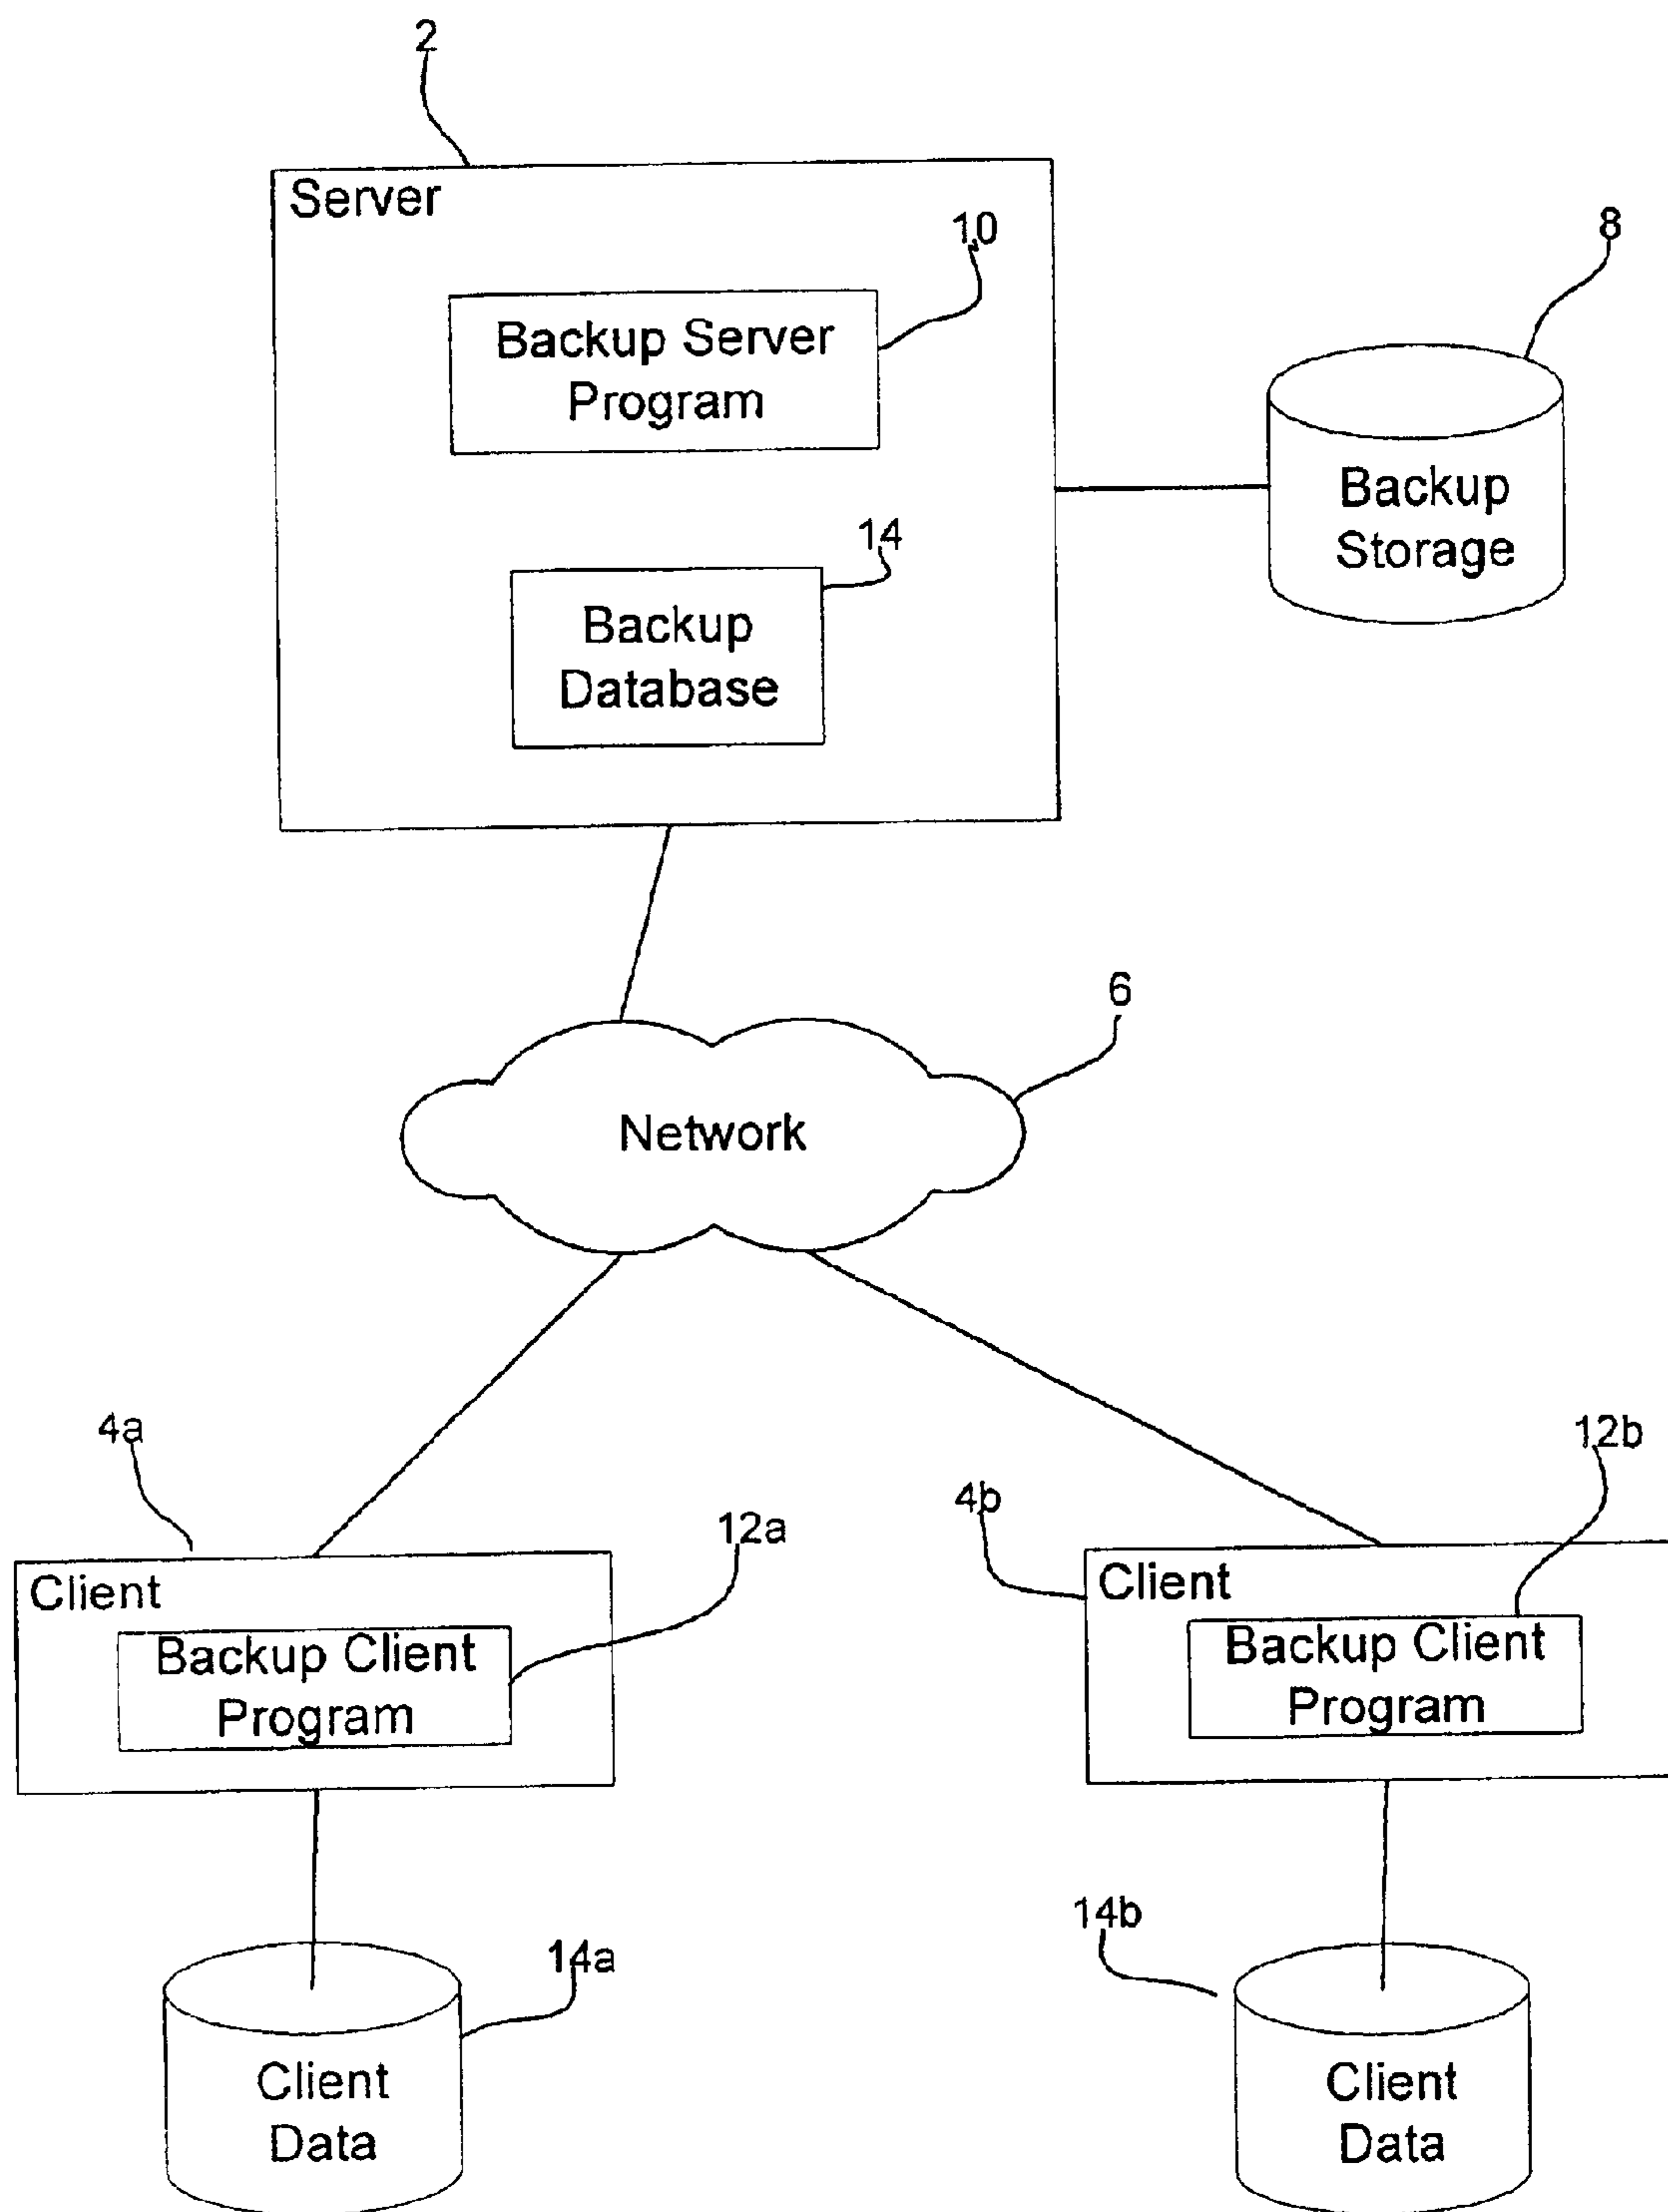 2
Server
10
8
Backup Server
Program
Backup
Storage
14
Backup
Database
6
Network
4a
12b
4b
12a
Client
Client
Backup Client
Program
Backup Client
Program
14b
14a
Client
Data
Client
Data